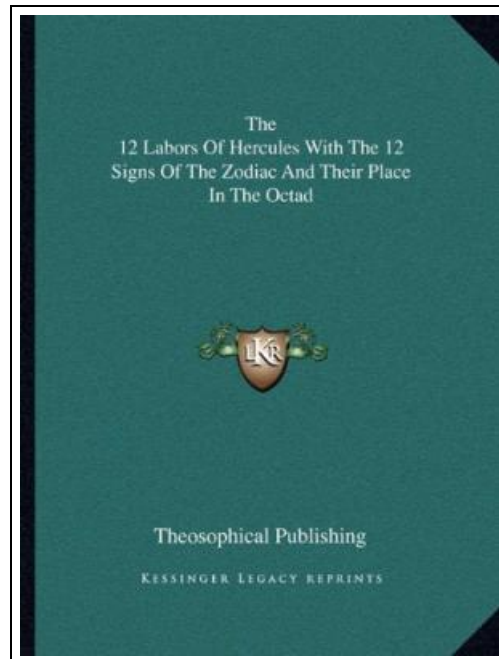 The
12 Labors Of Hercules With The 12
Signs Of The Zodiac And Their Place
In The Octad
LKR
Theosophical Publishing
KESSINGER LEGACY REPRINTS